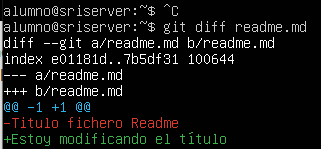 alumno@sriserver:~$ ^C
alumno@sriserver:~$ git diff readme.md
diff --git a/readme.md b/readme.md
index e01181d..7b5df31 100644
--- a/readme.md
+++ b/readme.md
@@ -1 +1 @@
-Titulo fichero Readme
+Estoy modificando el título